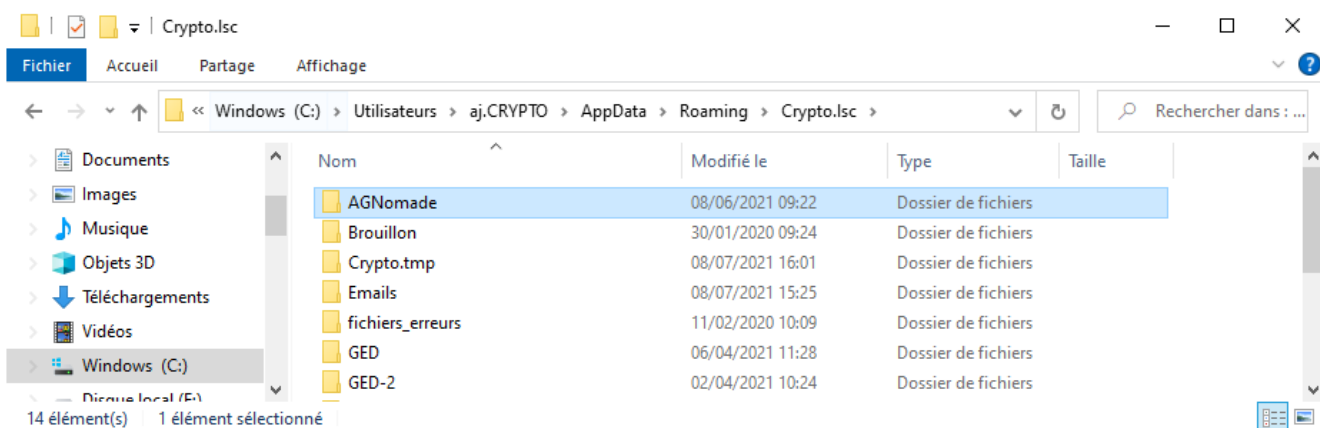 Crypto.lsc
Fichier Accueil Partage Affichage
« Windows (C:) › Utilisateurs › aj.CRYPTO › AppData › Roaming › Crypto.lsc › Rechercher dans : ...
Documents
Images
Musique
Objets 3D
Téléchargements
Vidéos
Windows (C:)
Disque local (F:)
Nom Modifié le Type Taille
AGNomade 08/06/2021 09:22 Dossier de fichiers
Brouillon 30/01/2020 09:24 Dossier de fichiers
Crypto.tmp 08/07/2021 16:01 Dossier de fichiers
Emails 08/07/2021 15:25 Dossier de fichiers
fichiers_erreurs 11/02/2020 10:09 Dossier de fichiers
GED 06/04/2021 11:28 Dossier de fichiers
GED-2 02/04/2021 10:24 Dossier de fichiers
14 élément(s) 1 élément sélectionné